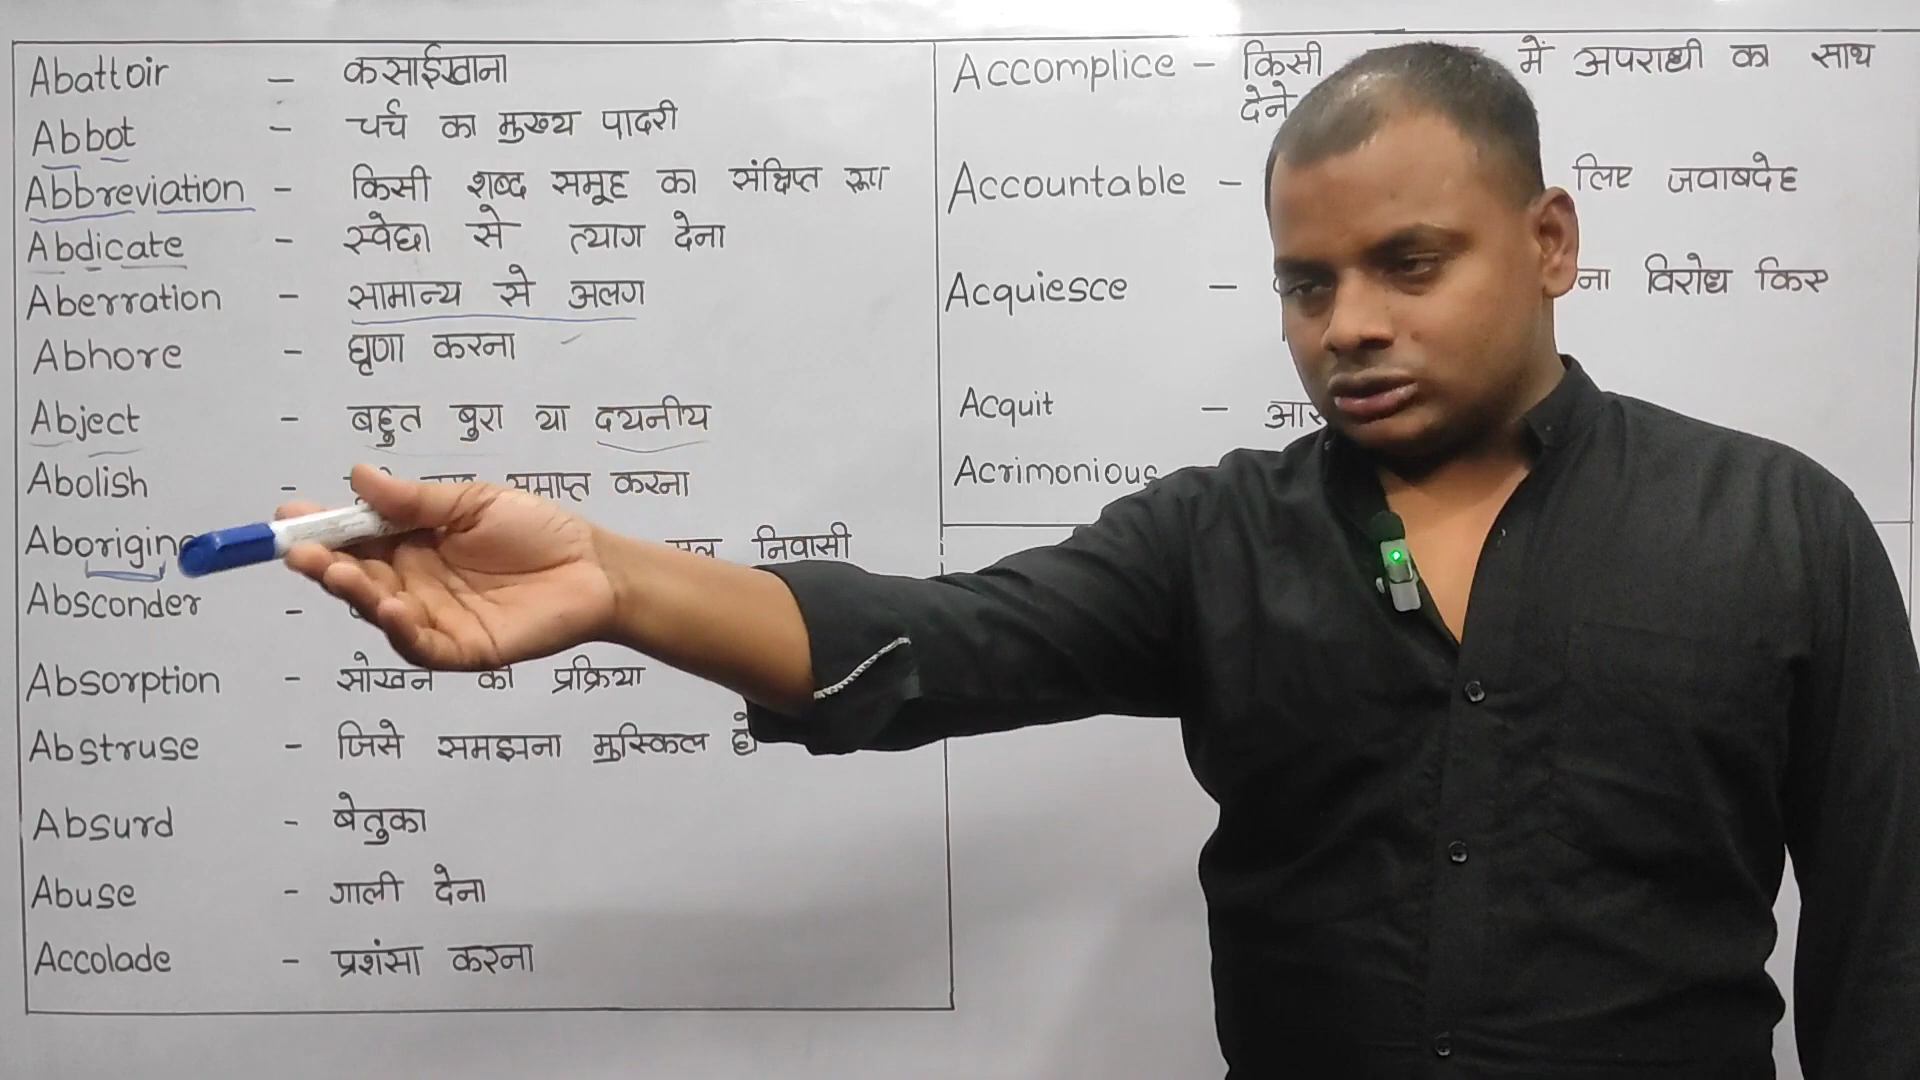 Abattoir - कसाईखाना
Abbot - चर्च का मुख्य पादरी
Abbreviation - किसी शब्द समूह का संक्षिप्त रूप
Abdicate - स्वेछा से त्याग देना
Aberration - सामान्य से अलग
Abhore - घृणा करना
Abject - बहुत बुरा या दयनीय
Abolish - समाप्त करना
Aborigin निवासी
Absconder -
Absorption - सोखने की प्रक्रिया
Abstruse - जिसे समझना मुस्किल हो
Absurd - बेतुका
Abuse - गाली देना
Accolade - प्रशंसा करना
Accomplice - किसी में अपराधी का साथ
देने
Accountable - लिए जवाबदेह
Acquiesce - विरोध किए
Acquit -
Acrimonious